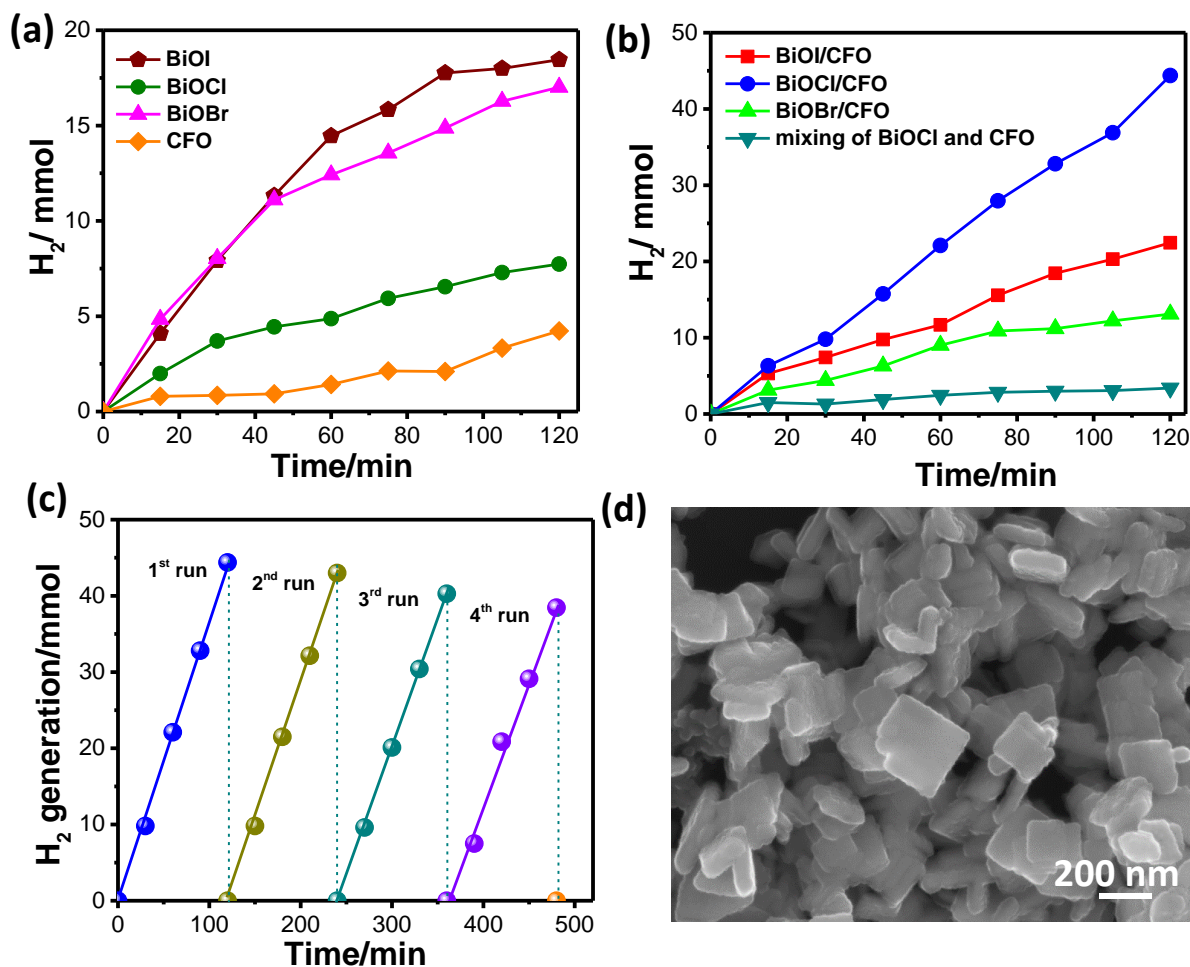 (a)
20
15
10
5
0
H2/ mmol
BiOI
BiOCl
BiOBr
CFO
0 20 40 60 80 100 120
Time/min
(b)
50
40
30
20
10
0
H2/ mmol
BiOI/CFO
BiOCl/CFO
BiOBr/CFO
mixing of BiOCl and CFO
0 20 40 60 80 100 120
Time/min
(c)
50
40
30
20
10
0
H2 generation/mmol
1st run
2nd run
3rd run
4th run
0 100 200 300 400 500
Time/min
(d)
200 nm